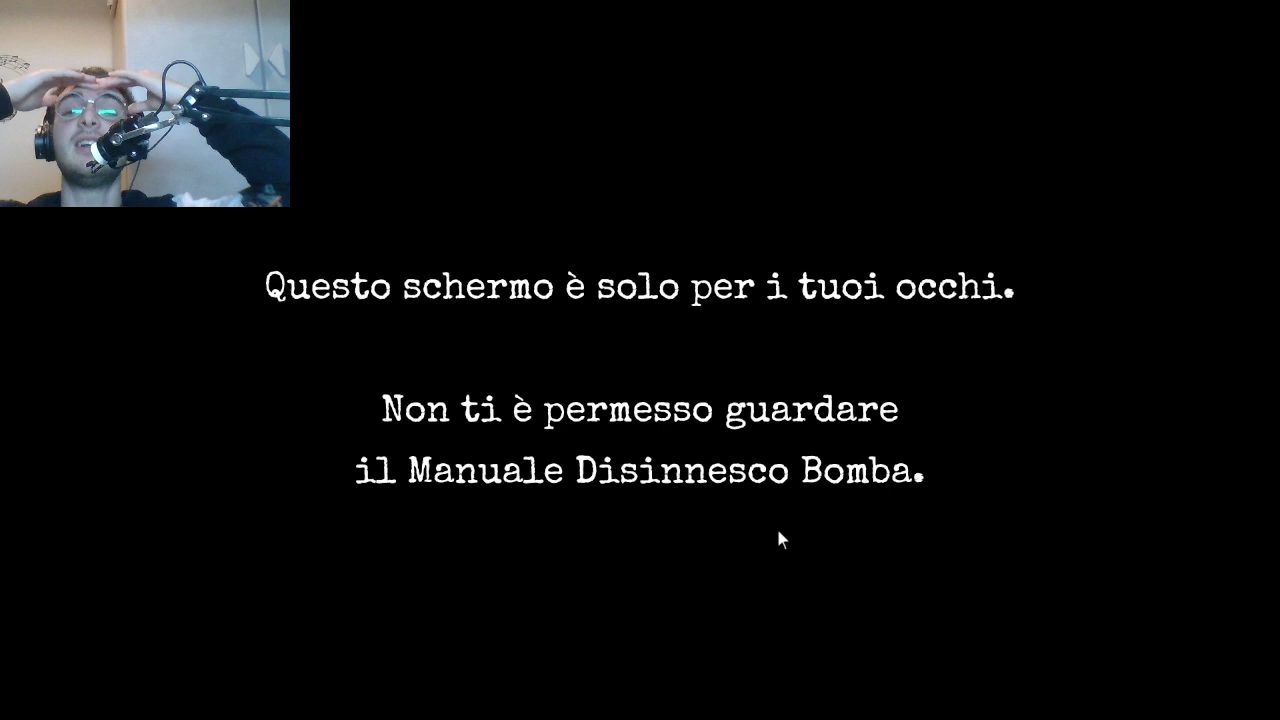 Questo schermo è solo per i tuoi occhi.
Non ti è permesso guardare
il Manuale Disinnesco Bomba.